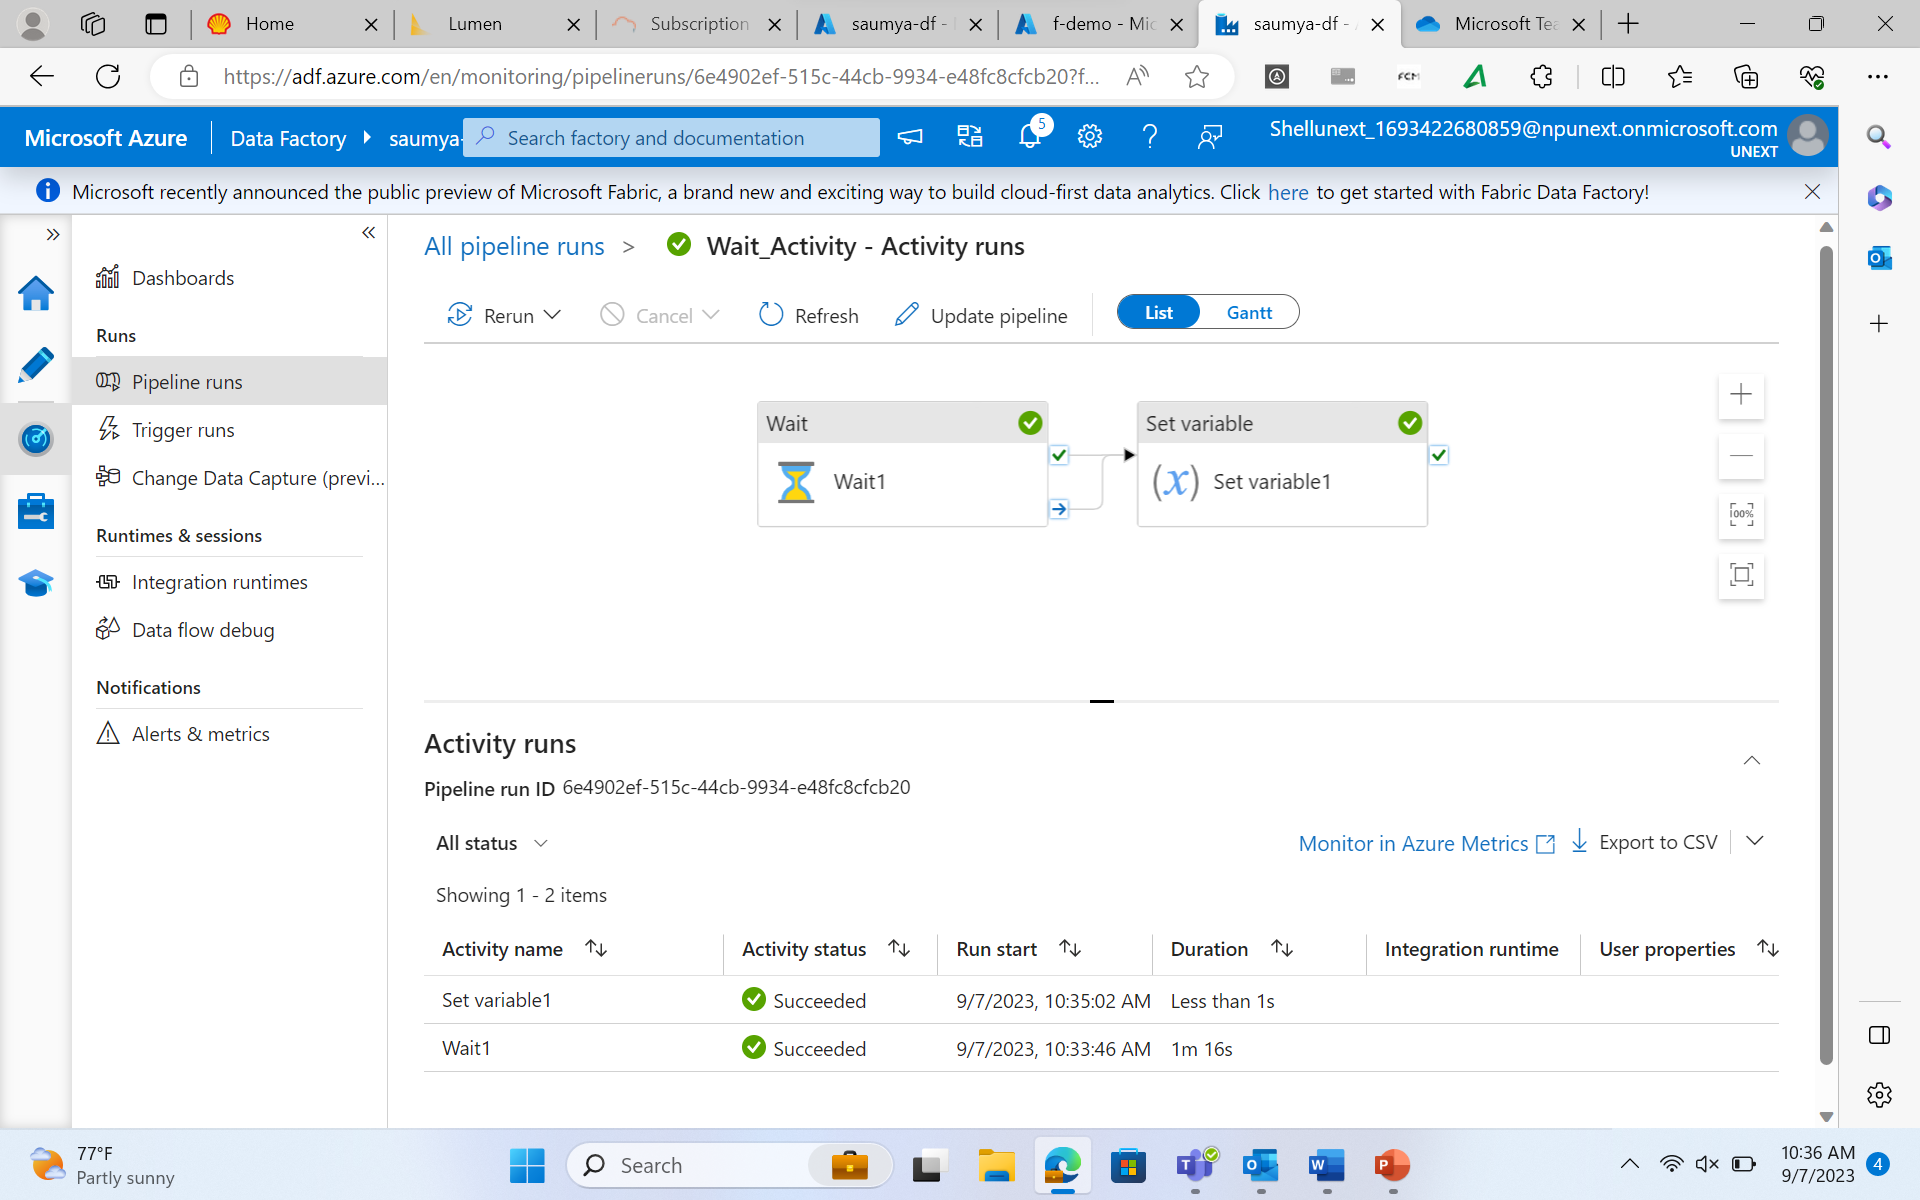 Home
Lumen
Subscription
saumya-df -
f-demo - Mic
saumya-df - A
Microsoft Tea
https://adf.azure.com/en/monitoring/pipelineruns/6e4902ef-515c-44cb-9934-e48fc8cfcb20?f...
FCM
Microsoft Azure
Data Factory
saumya-
Search factory and documentation
5
Shellunext_1693422680859@npunext.onmicrosoft.com
UNEXT
Microsoft recently announced the public preview of Microsoft Fabric, a brand new and exciting way to build cloud-first data analytics. Click here to get started with Fabric Data Factory!
Dashboards
Runs
Pipeline runs
Trigger runs
Change Data Capture (previ...
Runtimes & sessions
Integration runtimes
Data flow debug
Notifications
Alerts & metrics
All pipeline runs > Wait_Activity - Activity runs
Rerun
Cancel
Refresh
Update pipeline
List
Gantt
Wait
Wait1
Set variable
(x) Set variable1
100%
Activity runs
Pipeline run ID 6e4902ef-515c-44cb-9934-e48fc8cfcb20
All status
Monitor in Azure Metrics
Export to CSV
Showing 1 - 2 items
Activity name Activity status Run start Duration Integration runtime User properties
Set variable1 Succeeded 9/7/2023, 10:35:02 AM Less than 1s
Wait1 Succeeded 9/7/2023, 10:33:46 AM 1m 16s
77°F
Partly sunny
Search
10:36 AM
9/7/2023
4